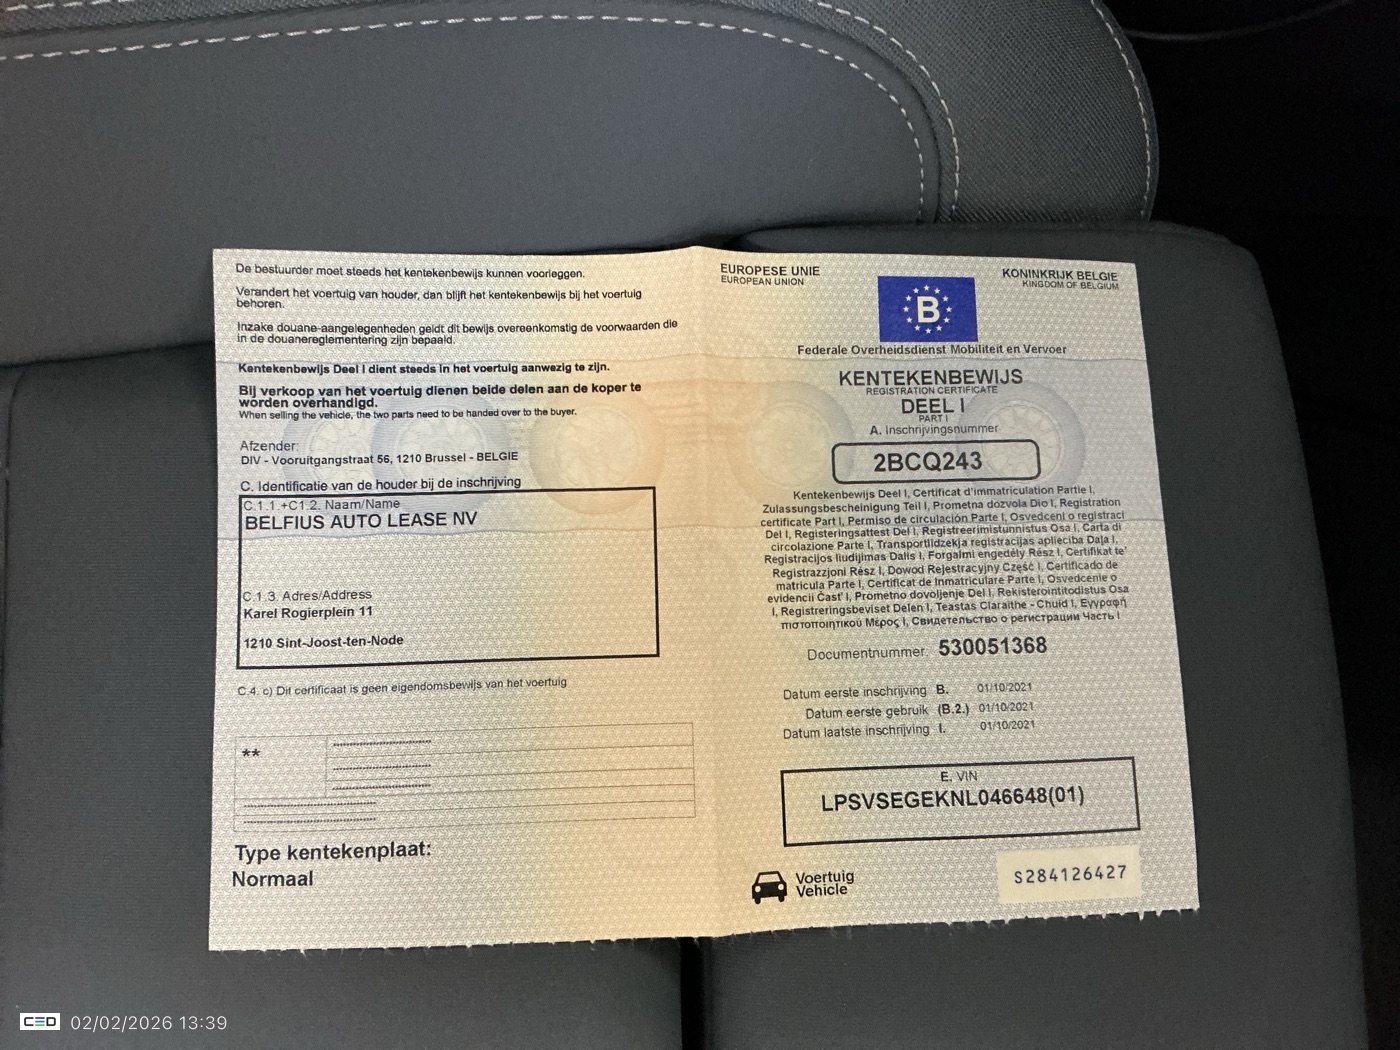 De bestuurder moet steeds het kentekenbewijs kunnen voorleggen.
Verandert het voertuig van houder, dan blijft het kentekenbewijs bij het voertuig
behoren.
Inzake douane-aangelegenheden geldt dit bewijs overeenkomstig de voorwaarden die
in de douanereglementering zijn bepaald.
Kentekenbewijs Deel I dient steeds in het voertuig aanwezig te zijn.
Bij verkoop van het voertuig dienen beide delen aan de koper te
worden overhandigd.
When selling the vehicle, the two parts need to be handed over to the buyer.
Afzender:
DIV - Vooruitgangstraat 56, 1210 Brussel - BELGIE
C. Identificatie van de houder bij de inschrijving
C.1.1.+C1.2. Naam/Name
BELFIUS AUTO LEASE NV
C.1.3. Adres/Address
Karel Rogierplein 11
1210 Sint-Joost-ten-Node
C.4. c) Dit certificaat is geen eigendomsbewijs van het voertuig
**
Type kentekenplaat:
Normaal
EUROPESE UNIE
EUROPEAN UNION
KONINKRIJK BELGIE
KINGDOM OF BELGIUM
B
Federale Overheidsdienst Mobiliteit en Vervoer
KENTEKENBEWIJS
REGISTRATION CERTIFICATE
DEEL I
PART I
A. Inschrijvingsnummer
2BCQ243
Kentekenbewijs Deel I, Certificat d'immatriculation Partie I,
Zulassungsbescheinigung Teil I, Prometna dozvola Dio I, Registration
certificate Part I, Permiso de circulación Parte I, Osvedceni o registraci
Del I, Registeringsattest Del I, Registreerimistunnistus Osa I, Carta di
circolazione Parte I, Transportlidzekja registracijas aplieciba Daļa I,
Registracijos liudijimas Dalis I, Forgalmi engedély Rész I, Certifikat te'
Registrazzjoni Rész I, Dowod Rejestracyjny Część I, Certificado de
matricula Parte I, Certificat de Inmatriculare Parte I, Osvedcenie o
evidencii Časť I, Prometno dovoljenje Del I, Rekisterointitodistus Osa
I, Registreringsbeviset Delen I, Teastas Claraithe - Chuid I, Εγγραφή
πιστοποιητικού Μέρος I, Свидетельство о регистрации Часть I
Documentnummer: 530051368
Datum eerste inschrijving B. 01/10/2021
Datum eerste gebruik (B.2.) 01/10/2021
Datum laatste inschrijving I. 01/10/2021
E. VIN
LPSVSEGEKNL046648(01)
Voertuig
Vehicle
S284126427
CED 02/02/2026 13:39